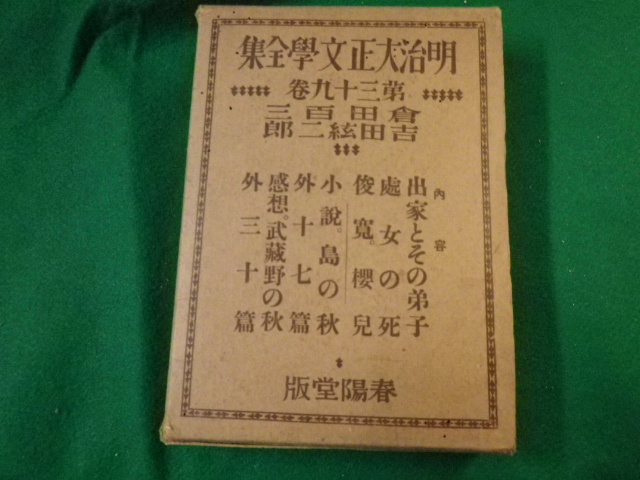 明治大正文學全集
第三十九卷
倉田百三
吉田絃二郎
內容
出家とその弟子
處女の死
俊寬。櫻兒
小說。島の秋
外十七篇
感想。武藏野の秋
外三十篇
春陽堂版